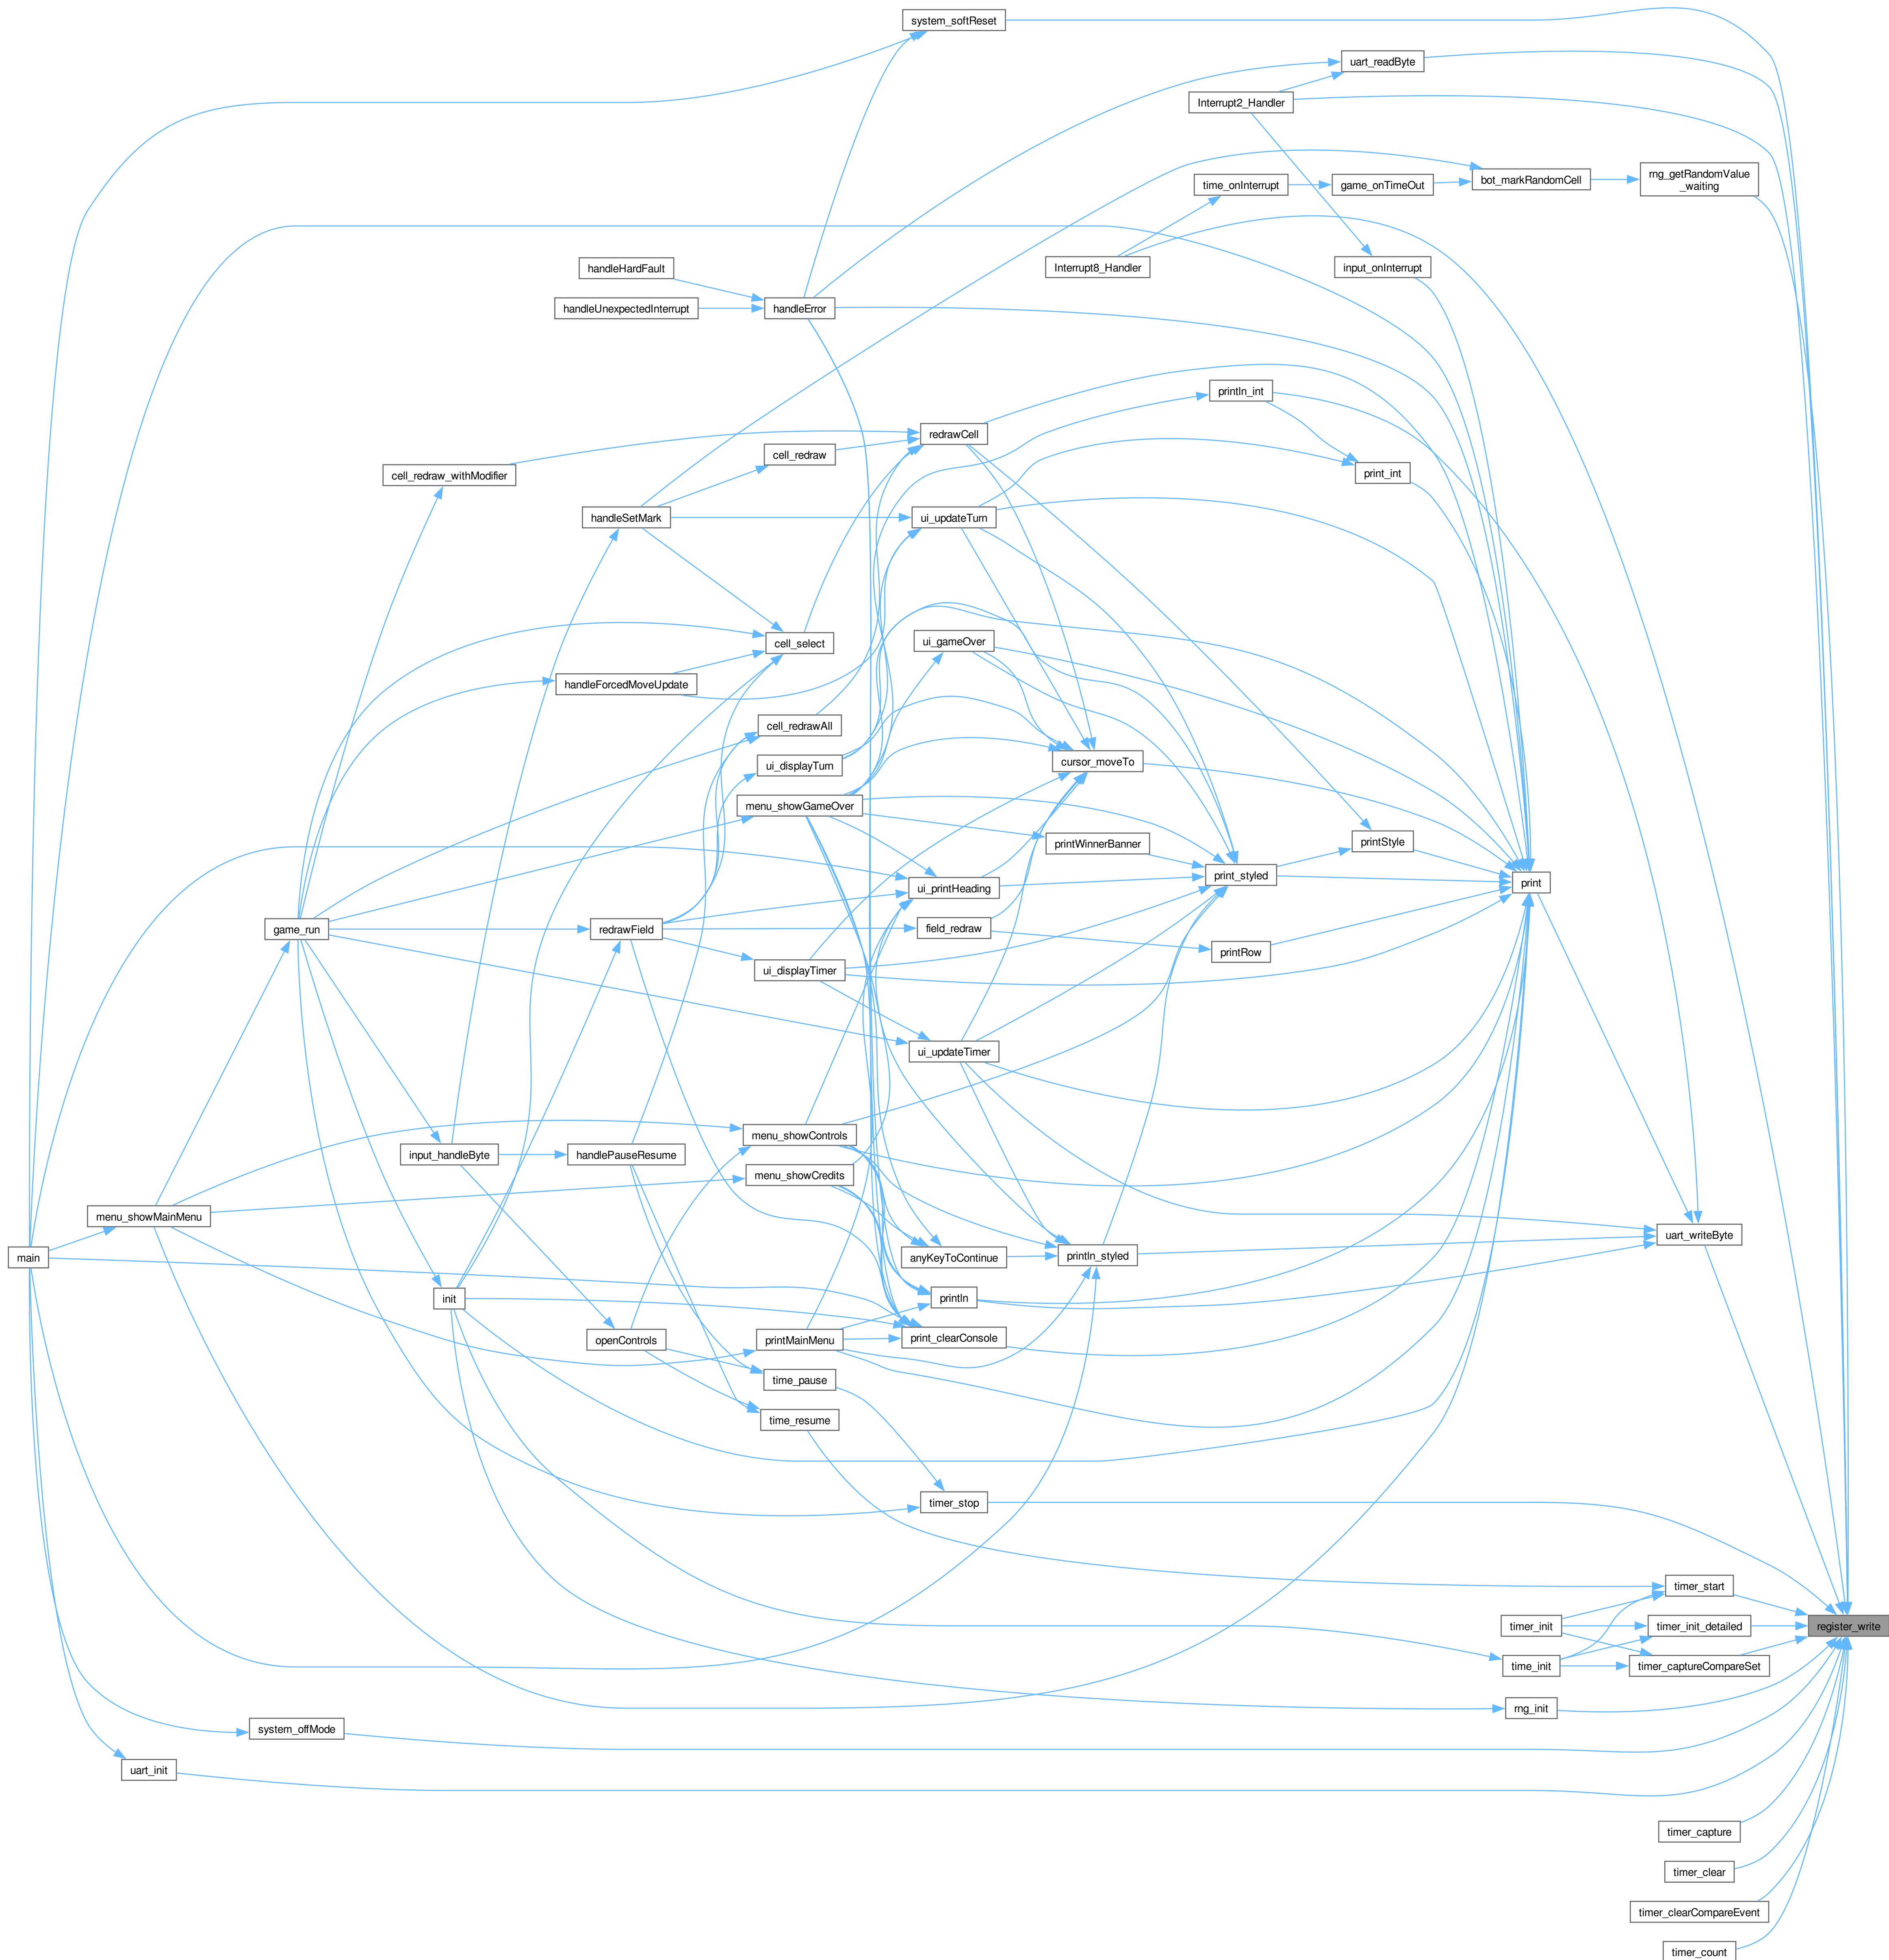 system_softReset
uart_readByte
Interrupt2_Handler
rng_getRandomValue
_waiting
bot_markRandomCell
time_onInterrupt
game_onTimeOut
Interrupt8_Handler
input_onInterrupt
handleHardFault
handleUnexpectedInterrupt
handleError
println_int
redrawCell
cell_redraw
print_int
cell_redraw_withModifier
handleSetMark
ui_updateTurn
cell_select
ui_gameOver
handleForcedMoveUpdate
cell_redrawAll
ui_displayTurn
cursor_moveTo
menu_showGameOver
printWinnerBanner
printStyle
print_styled
print
ui_printHeading
game_run
redrawField
field_redraw
printRow
ui_displayTimer
ui_updateTimer
menu_showControls
input_handleByte
handlePauseResume
menu_showCredits
menu_showMainMenu
uart_writeByte
main
anyKeyToContinue
println_styled
init
println
openControls
printMainMenu
print_clearConsole
time_pause
time_resume
timer_stop
timer_start
timer_init
timer_init_detailed
register_write
time_init
timer_captureCompareSet
rng_init
system_offMode
uart_init
timer_capture
timer_clear
timer_clearCompareEvent
timer_count